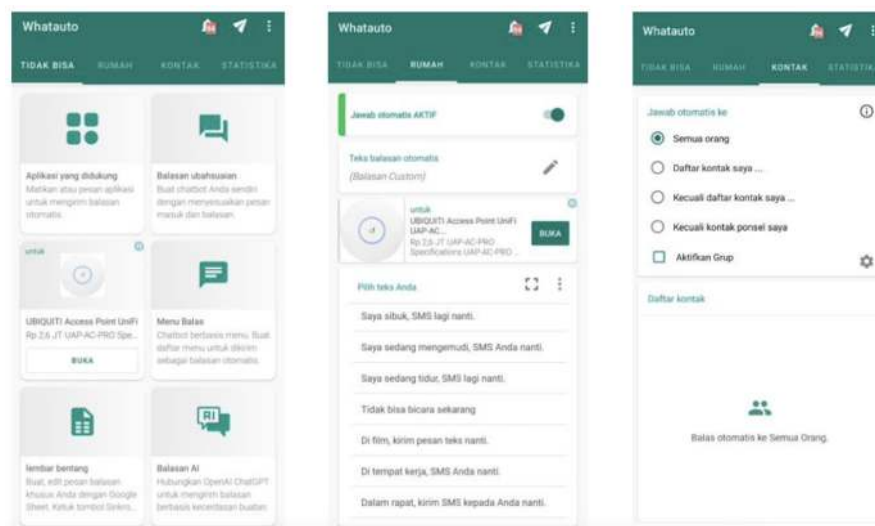 Whatauto
TIDAK BISA RUMAH KONTAK STATISTIKA
Aplikasi yang didukung
Matikan atau pesan aplikasi
untuk mengirim balasan
otomatis.
Balasan ubahsuaian
Buat chatbot Anda sendiri
dengan menyesuaikan pesan
masuk dan balasan.
untuk
UBIQUITI Access Point UniFi
Rp 2,6 JT UAP-AC-PRO Spe...
BUKA
Menu Balas
Chatbot berbasis menu. Buat
daftar menu untuk dikirim
sebagai balasan otomatis.
lembar bentang
Buat, edit pesan balasan
khusus Anda dengan Google
Sheet. Ketuk tombol Sinkro...
AI
Balasan AI
Hubungkan OpenAI ChatGPT
untuk mengirim balasan
berbasis kecerdasan buatan.
Whatauto
TIDAK BISA RUMAH KONTAK STATISTIKA
Jawab otomatis AKTIF
Teks balasan otomatis
(Balasan Custom)
untuk
UBIQUITI Access Point UniFi
UAP-AC...
Rp 2,6 JT UAP-AC-PRO
Specifications UAP-AC-PRO ...
BUKA
Pilih teks Anda
Saya sibuk, SMS lagi nanti.
Saya sedang mengemudi, SMS Anda nanti.
Saya sedang tidur, SMS lagi nanti.
Tidak bisa bicara sekarang
Di film, kirim pesan teks nanti.
Di tempat kerja, SMS Anda nanti.
Dalam rapat, kirim SMS kepada Anda nanti.
Whatauto
TIDAK BISA RUMAH KONTAK STATISTIK
Jawab otomatis ke
Semua orang
Daftar kontak saya ...
Kecuali daftar kontak saya ...
Kecuali kontak ponsel saya
Aktifkan Grup
Daftar kontak
Balas otomatis ke Semua Orang.